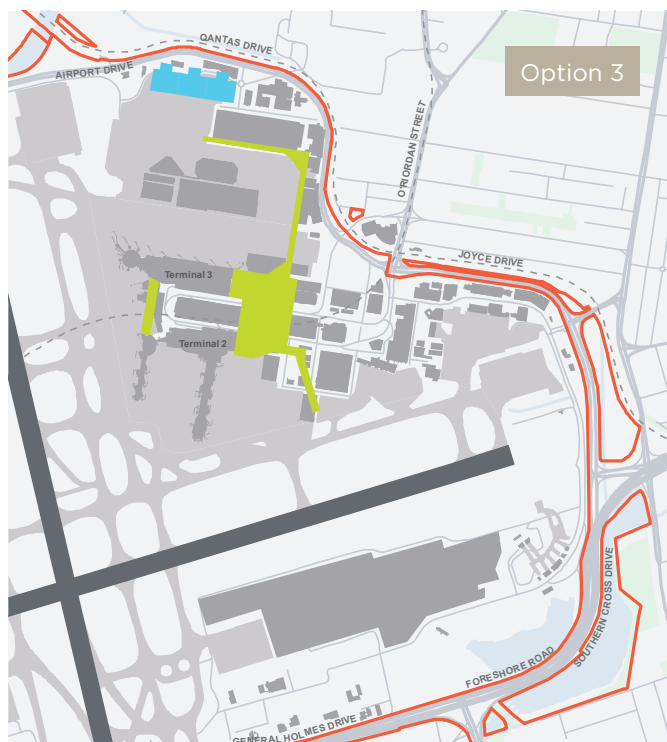 QANTAS DRIVE
AIRPORT DRIVE
Option 3
O'RIORDAN STREET
JOYCE DRIVE
Terminal 3
Terminal 2
SOUTHERN CROSS DRIVE
FORESHORE ROAD
GENERAL HOLMES DRIVE